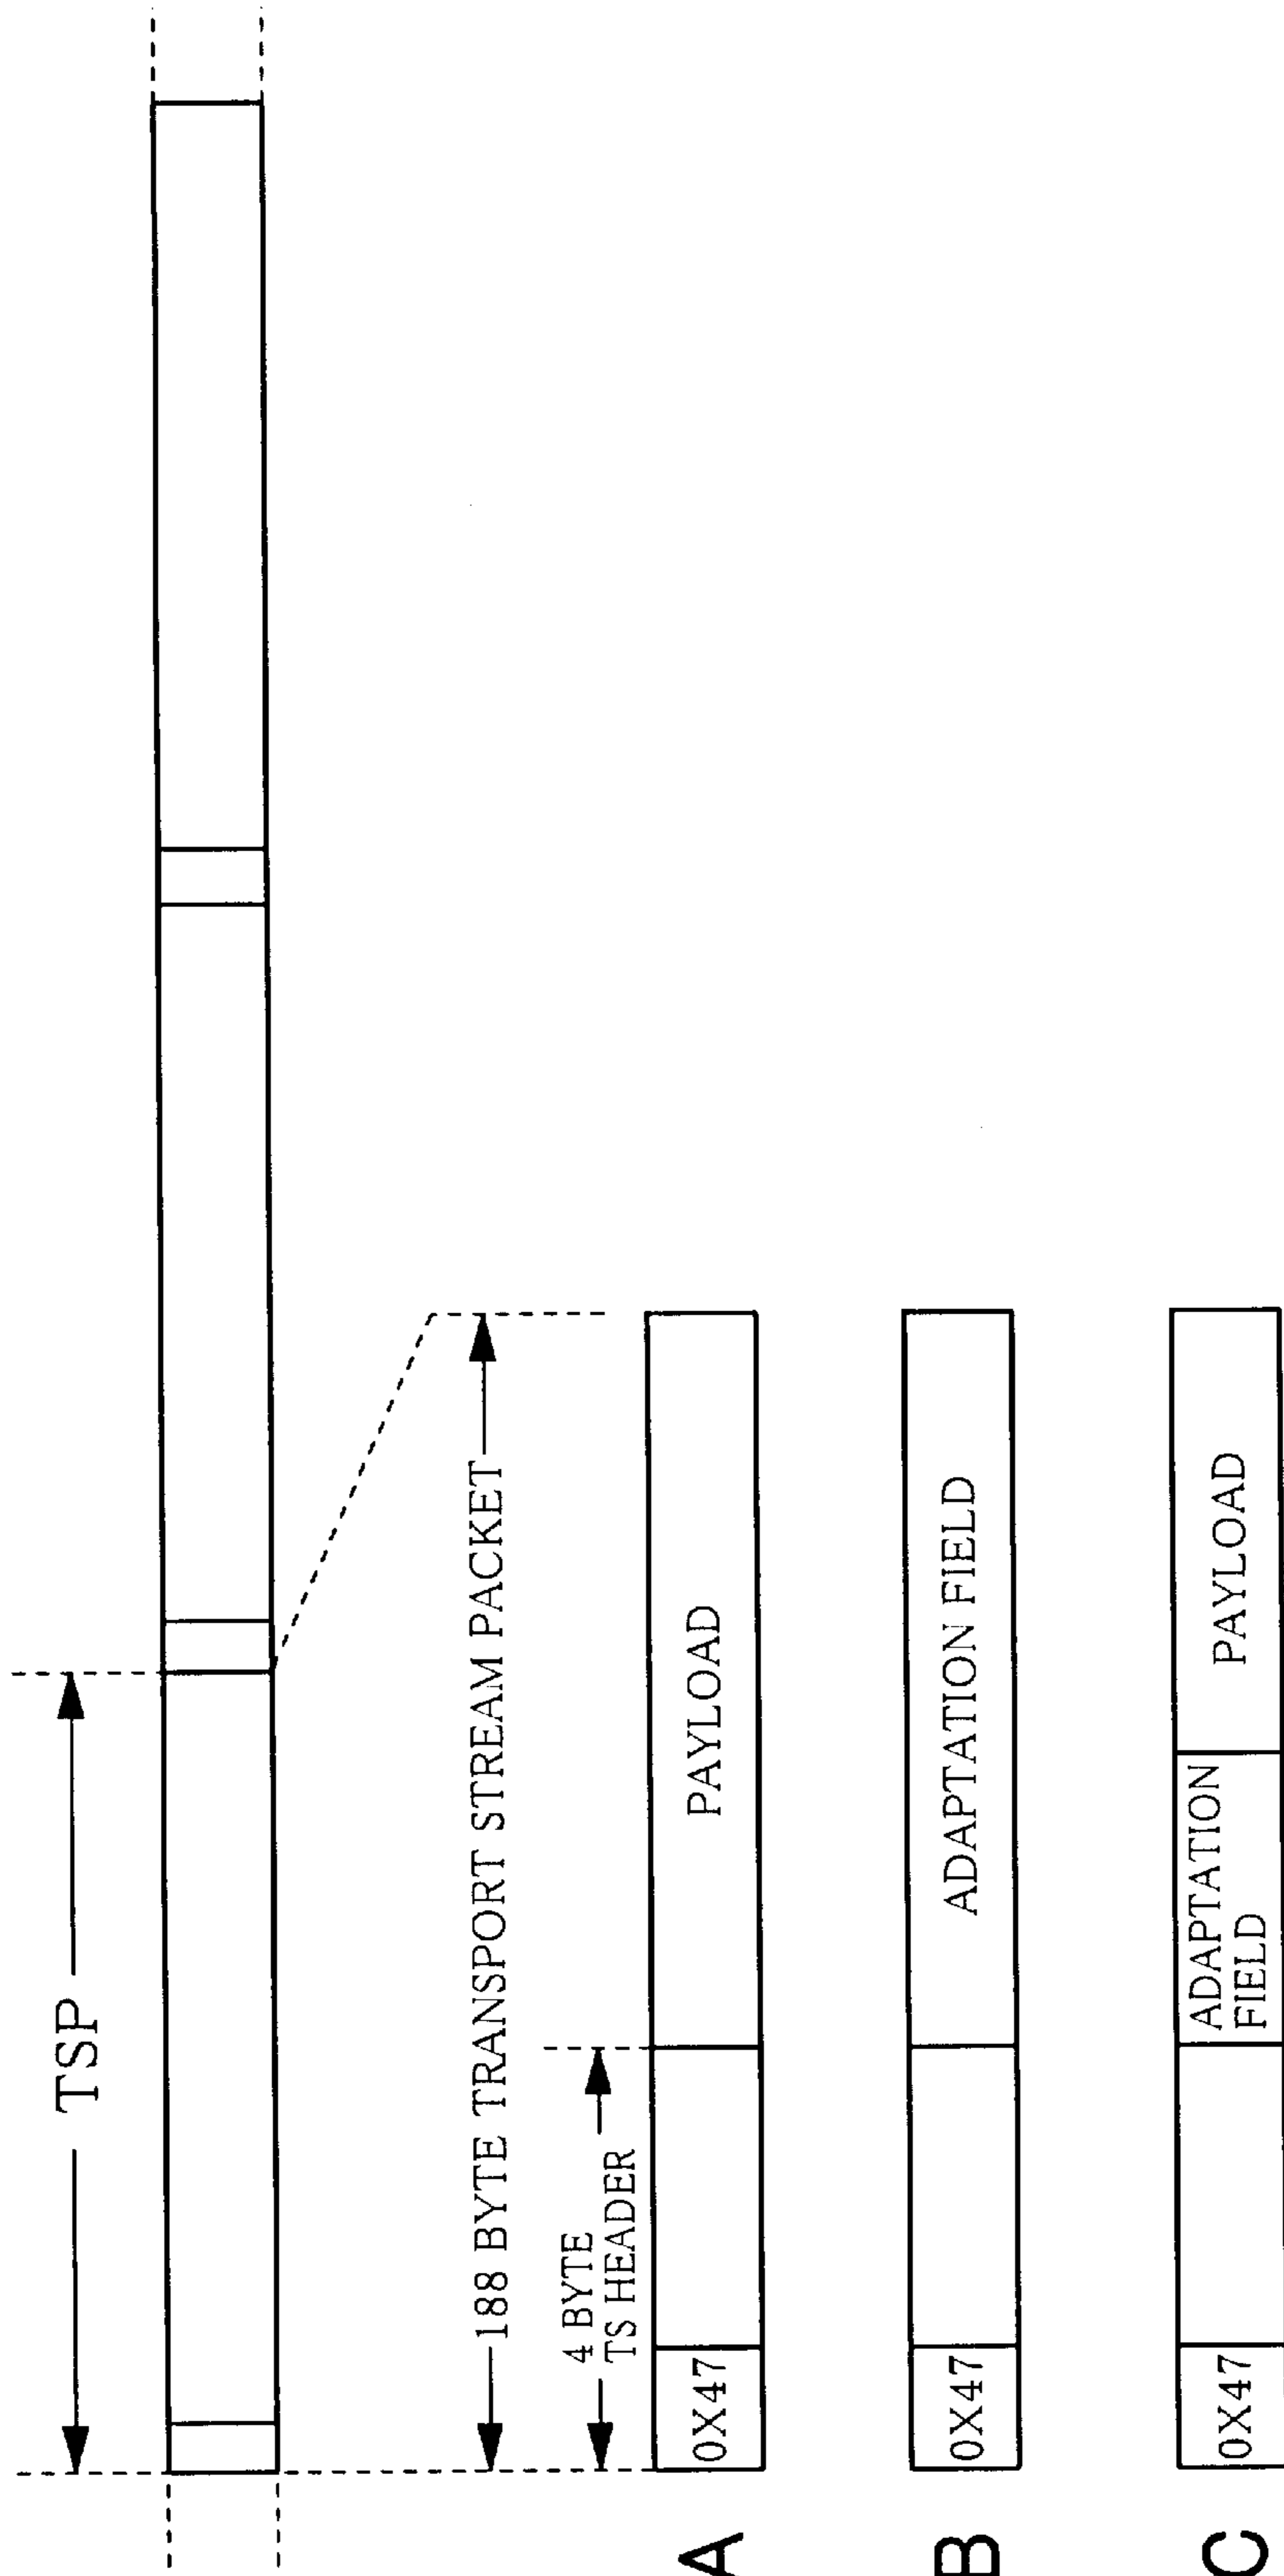 TSP
188 BYTE TRANSPORT STREAM PACKET
4 BYTE
TS HEADER
A
0X47
PAYLOAD
B
0X47
ADAPTATION FIELD
C
0X47
ADAPTATION
FIELD
PAYLOAD